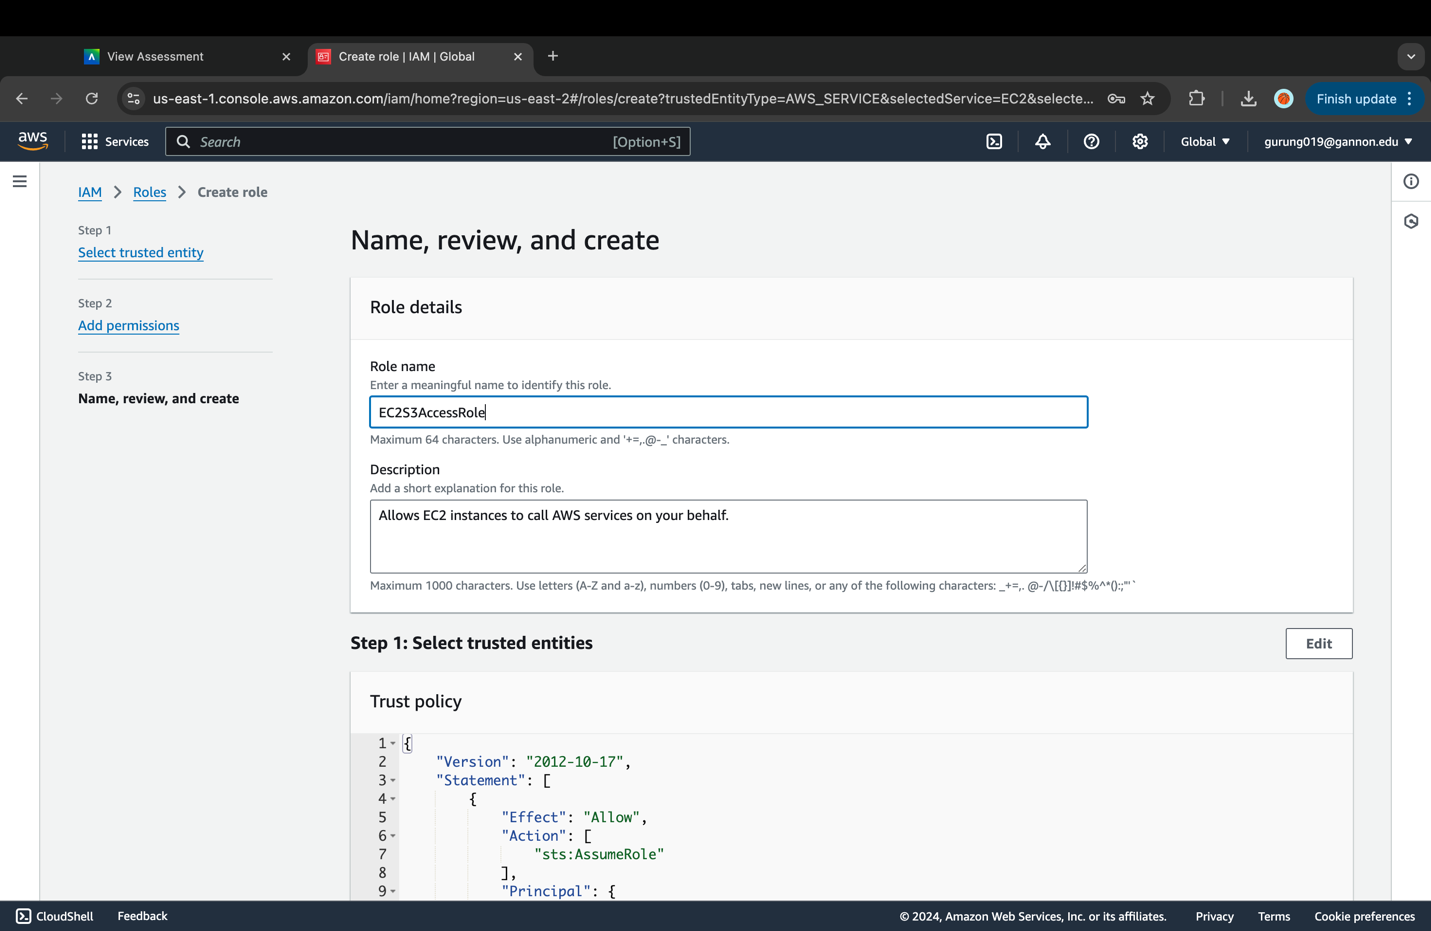 View Assessment
Create role | IAM | Global
us-east-1.console.aws.amazon.com/iam/home?region=us-east-2#/roles/create?trustedEntityType=AWS_SERVICE&selectedService=EC2&selecte...
Finish update
aws
Services
Search
[Option+S]
Global
gurung019@gannon.edu
IAM > Roles > Create role
Step 1
Select trusted entity
Step 2
Add permissions
Step 3
Name, review, and create
Name, review, and create
Role details
Role name
Enter a meaningful name to identify this role.
EC2S3AccessRole
Maximum 64 characters. Use alphanumeric and '+=,.@-_' characters.
Description
Add a short explanation for this role.
Allows EC2 instances to call AWS services on your behalf.
Maximum 1000 characters. Use letters (A-Z and a-z), numbers (0-9), tabs, new lines, or any of the following characters: _+=,. @-/\[{}]!#$%^*();:"'`
Step 1: Select trusted entities
Edit
Trust policy
1 {
2 "Version": "2012-10-17",
3 "Statement": [
4 {
5 "Effect": "Allow",
6 "Action": [
7 "sts:AssumeRole"
8 ],
9 "Principal": {
CloudShell
Feedback
© 2024, Amazon Web Services, Inc. or its affiliates.
Privacy
Terms
Cookie preferences